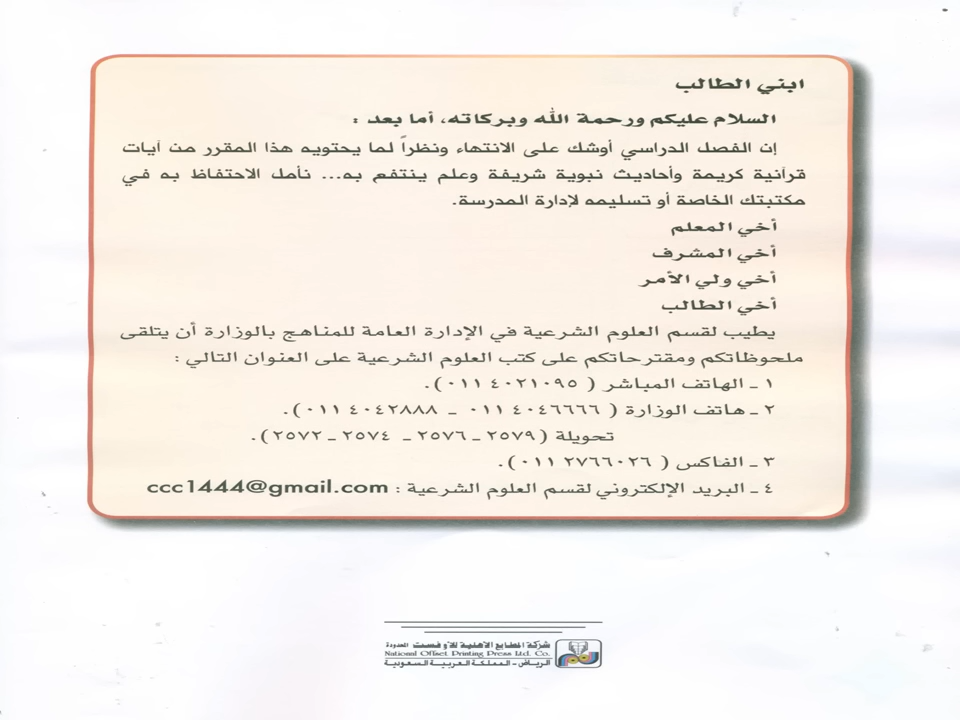 ابني الطالب
السلام عليكم ورحمة الله وبركاته، أما بعد :
إن الفصل الدراسي أوشك على الانتهاء ونظراً لما يحتويه هذا المقرر من آيات
قرآنية كريمة وأحاديث نبوية شريفة وعلم ينتفع به... نأمل الاحتفاظ به في
مكتبتك الخاصة أو تسليمه لإدارة المدرسة.
أخي المعلم
أخي المشرف
أخي ولي الأمر
أخي الطالب
يطيب لقسم العلوم الشرعية في الإدارة العامة للمناهج بالوزارة أن يتلقى
ملحوظاتكم ومقترحاتكم على كتب العلوم الشرعية على العنوان التالي :
١ ـ الهاتف المباشر ( ٤٠٢١٠٩٥ ٠١١ ).
٢ ـ هاتف الوزارة ( ٤٠٤٦٦٦٦ ٠١١ ـ ٤٠٤٢٨٨٨ ٠١١ ).
تحويلة ( ٢٥٧٩ ـ ٢٥٧٦ ـ ٢٥٧٤ ـ ٢٥٧٢ ).
٣ ـ الفاكس ( ٢٧٦٦٠٢٦ ٠١١ ).
٤ ـ البريد الإلكتروني لقسم العلوم الشرعية : ccc1444@gmail.com
شركة المطابع الأهلية للأوفست المحدودة
National Offset Printing Press Ltd. Co.
الرياض - المملكة العربية السعودية